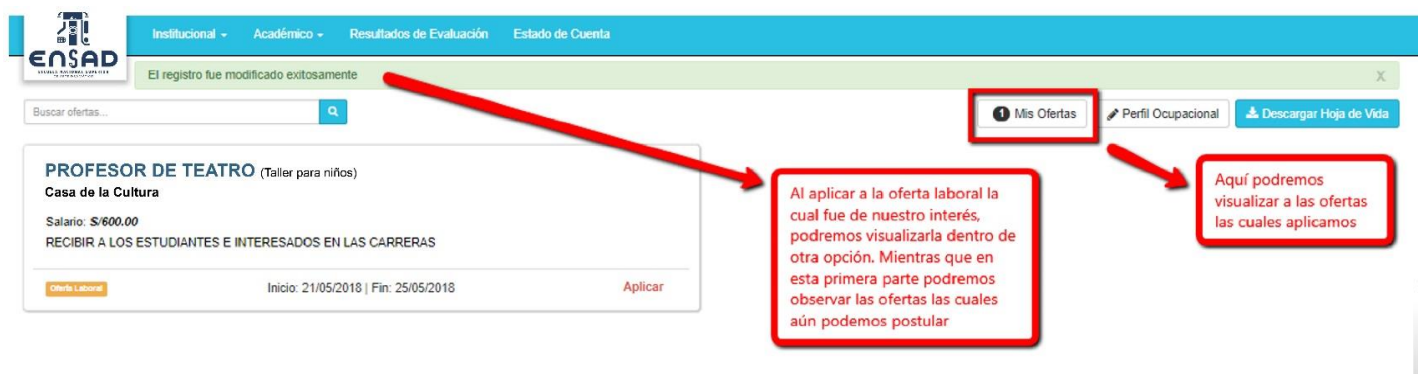 Institucional Académico Resultados de Evaluación Estado de Cuenta
ENSAD
El registro fue modificado exitosamente X
Buscar ofertas...
1 Mis Ofertas Perfil Ocupacional Descargar Hoja de Vida
PROFESOR DE TEATRO (Taller para niños)
Casa de la Cultura
Salario: S/600.00
RECIBIR A LOS ESTUDIANTES E INTERESADOS EN LAS CARRERAS
Oferta Laboral Inicio: 21/05/2018 | Fin: 25/05/2018 Aplicar
Al aplicar a la oferta laboral la
cual fue de nuestro interés,
podremos visualizarla dentro de
otra opción. Mientras que en
esta primera parte podremos
observar las ofertas las cuales
aún podemos postular
Aquí podremos
visualizar a las ofertas
las cuales aplicamos